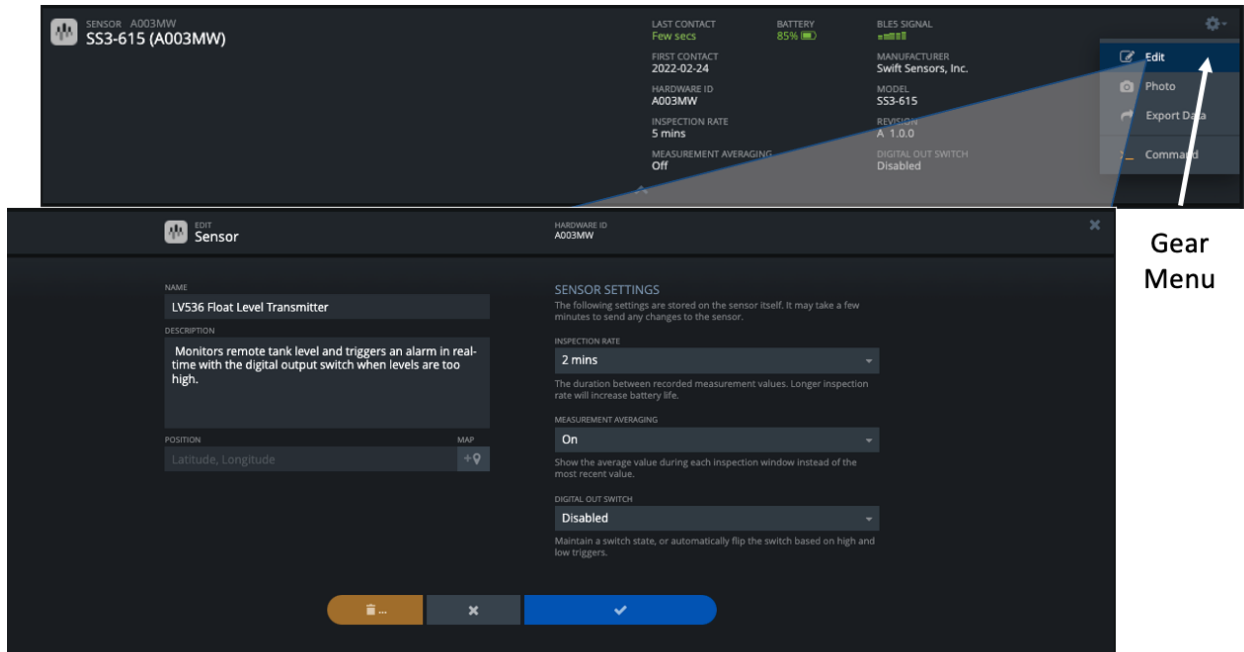 SENSOR A003MW
SS3-615 (A003MW)
LAST CONTACT
Few secs
BATTERY
85%
BLES SIGNAL
FIRST CONTACT
2022-02-24
MANUFACTURER
Swift Sensors, Inc.
HARDWARE ID
A003MW
MODEL
SS3-615
INSPECTION RATE
5 mins
REVISION
A 1.0.0
MEASUREMENT AVERAGING
Off
DIGITAL OUT SWITCH
Disabled
Edit
Photo
Export Data
Command
Gear
Menu
EDIT
Sensor
HARDWARE ID
A003MW
NAME
LV536 Float Level Transmitter
DESCRIPTION
Monitors remote tank level and triggers an alarm in real-
time with the digital output switch when levels are too
high.
POSITION
MAP
Latitude, Longitude
SENSOR SETTINGS
The following settings are stored on the sensor itself. It may take a few
minutes to send any changes to the sensor.
INSPECTION RATE
2 mins
The duration between recorded measurement values. Longer inspection
rate will increase battery life.
MEASUREMENT AVERAGING
On
Show the average value during each inspection window instead of the
most recent value.
DIGITAL OUT SWITCH
Disabled
Maintain a switch state, or automatically flip the switch based on high and
low triggers.
...